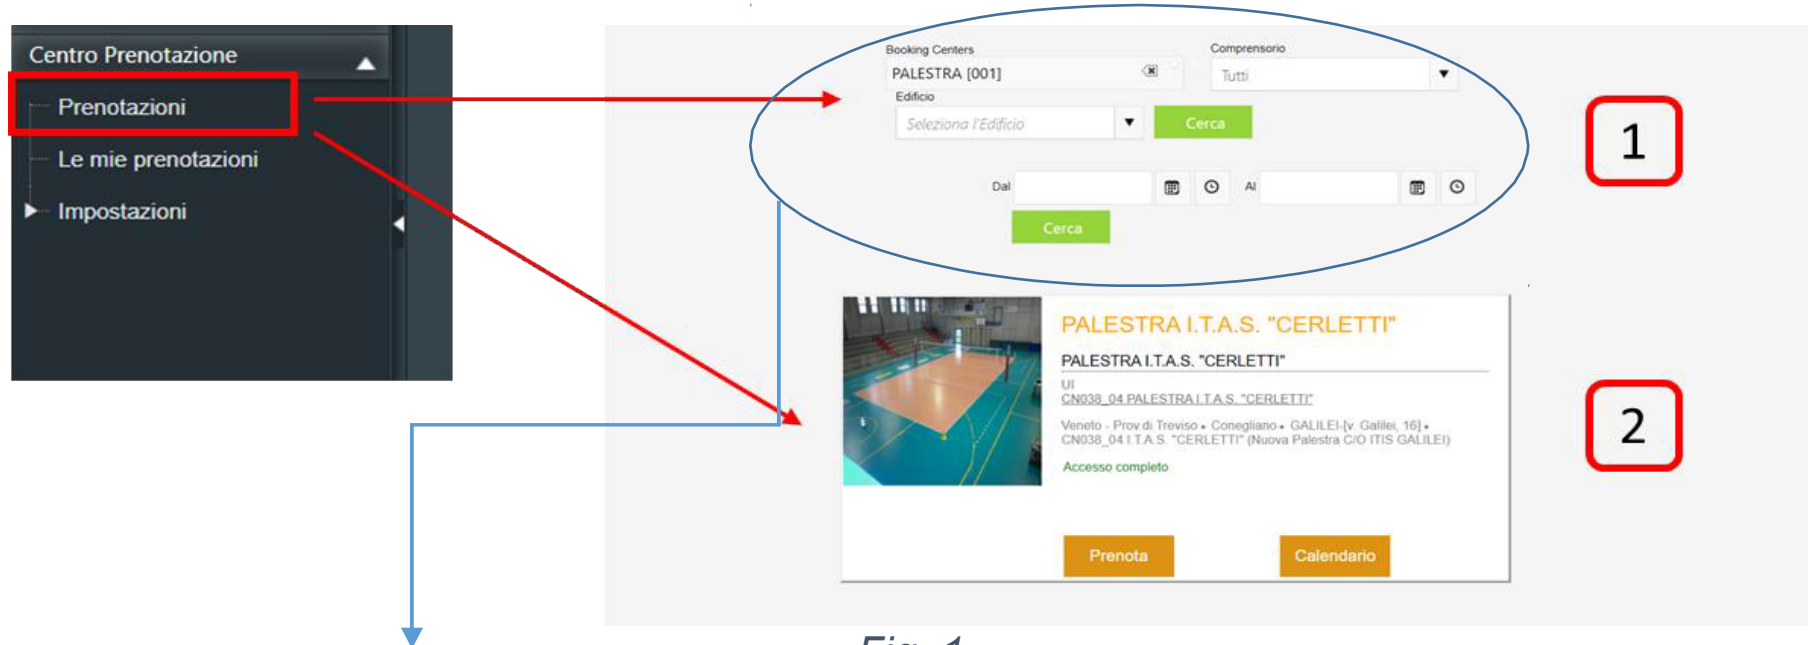 Centro Prenotazione
Prenotazioni
Le mie prenotazioni
Impostazioni
Booking Centers
Comprensorio
PALESTRA [001]
Tutti
Edificio
Seleziona l'Edificio
Cerca
Dal
Al
Cerca
1
PALESTRA I.T.A.S. "CERLETTI"
PALESTRA I.T.A.S. "CERLETTI"
UI
CN038_04 PALESTRA I.T.A.S. "CERLETTI"
Veneto - Prov.di Treviso • Conegliano • GALILEI-[v. Galilei, 16] •
CN038_04 I.T.A.S. "CERLETTI" (Nuova Palestra C/O ITIS GALILEI)
Accesso completo
2
Prenota
Calendario
Fig. 1